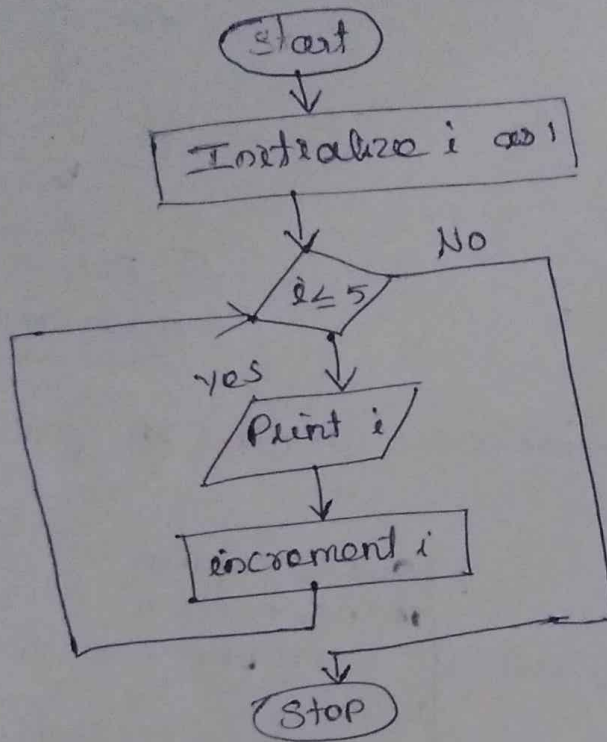 Start
Initialize i as 1
No
i ≤ 5
yes
Print i
increment i
Stop